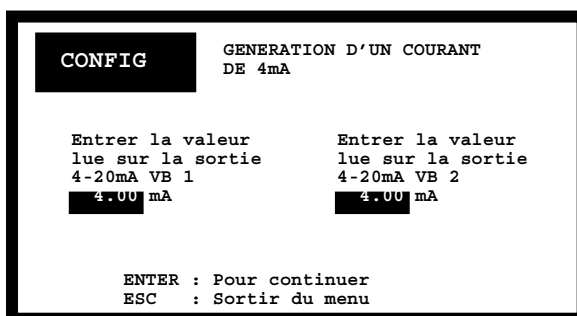 CONFIG
GENERATION D'UN COURANT
DE 4mA
Entrer la valeur
lue sur la sortie
4-20mA VB 1
4.00 mA
Entrer la valeur
lue sur la sortie
4-20mA VB 2
4.00 mA
ENTER : Pour continuer
ESC : Sortir du menu